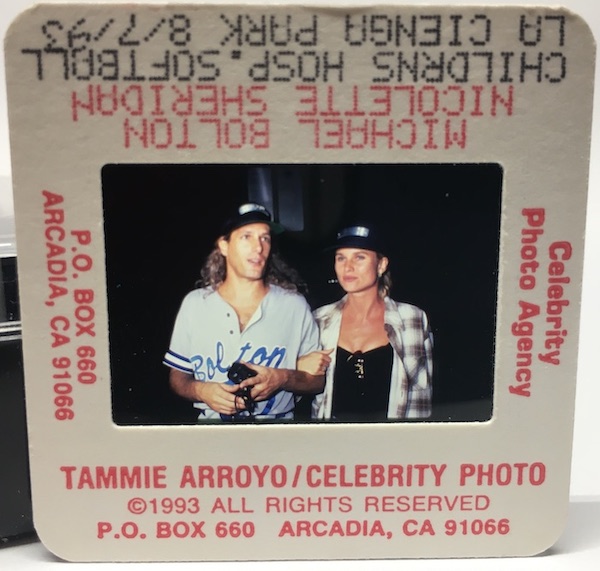 MICHAEL BOLTON
NICOLETTE SHERIDAN
CHILDRNS HOSP.SOFTBALL
LA CIENGA PARK 8/7/93
P.O. BOX 660
ARCADIA, CA 91066
Celebrity
Photo Agency
Bolton
TAMMIE ARROYO/CELEBRITY PHOTO
©1993 ALL RIGHTS RESERVED
P.O. BOX 660 ARCADIA, CA 91066